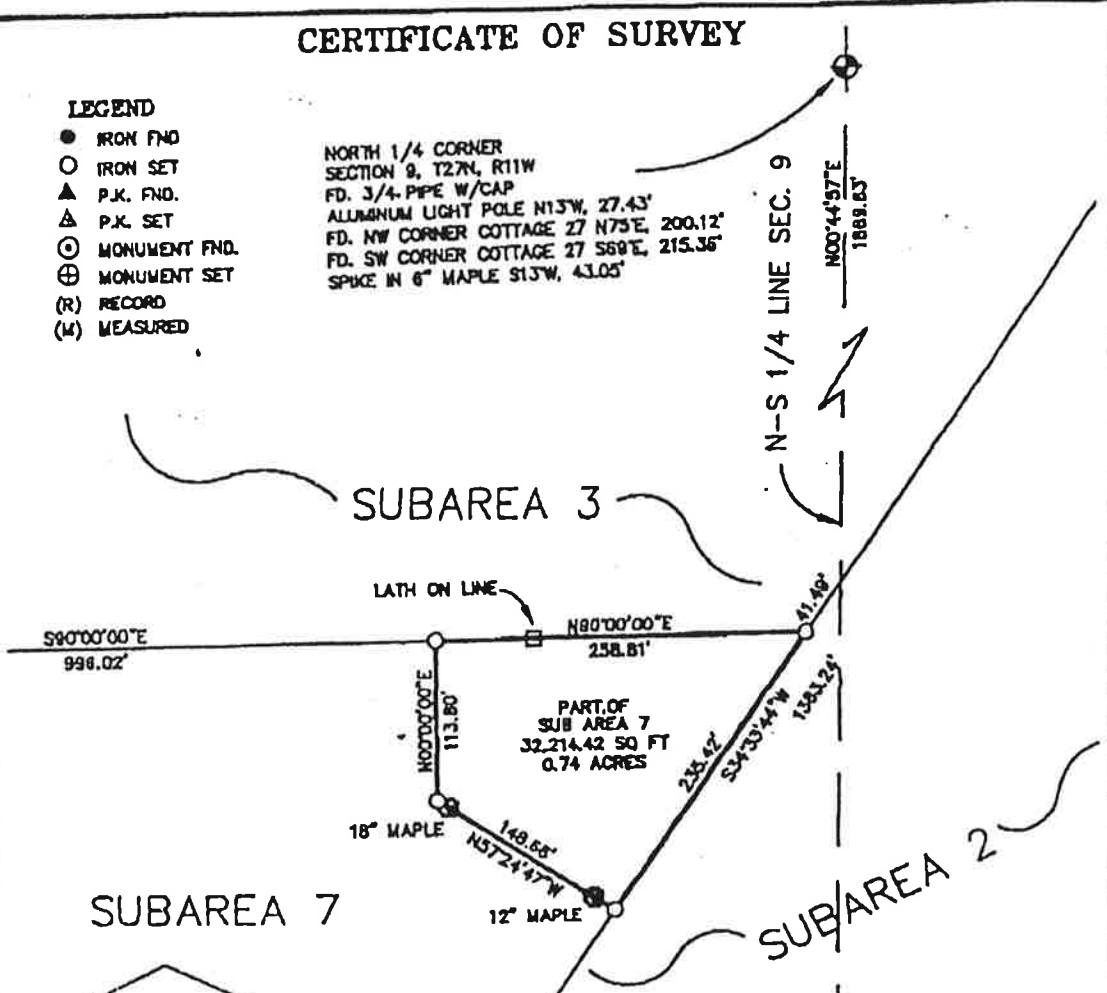 CERTIFICATE OF SURVEY
LEGEND
IRON FND
IRON SET
P.K. FND.
P.K. SET
MONUMENT FND.
MONUMENT SET
(R) RECORD
(M) MEASURED
NORTH 1/4 CORNER
SECTION 9, T27N, R11W
FD. 3/4 PIPE W/CAP
ALUMINUM LIGHT POLE N13°W, 27.43'
FD. NW CORNER COTTAGE 27 N75°E, 200.12'
FD. SW CORNER COTTAGE 27 S69°E, 215.36'
SPIKE IN 6" MAPLE S13°W, 43.05'
N-S 1/4 LINE SEC. 9
N00°44'57"E
SUBAREA 3
LATH ON LINE
S90°00'00"E
996.02'
N90°00'00"E
258.81'
41.49'
N00°00'00"E
113.80'
PART OF
SUB AREA 7
32,214.42 SQ FT
0.74 ACRES
235.42'
S34°33'44"W
1383.24'
18" MAPLE
N57°24'47"W
12" MAPLE
SUBAREA 7
SUBAREA 2